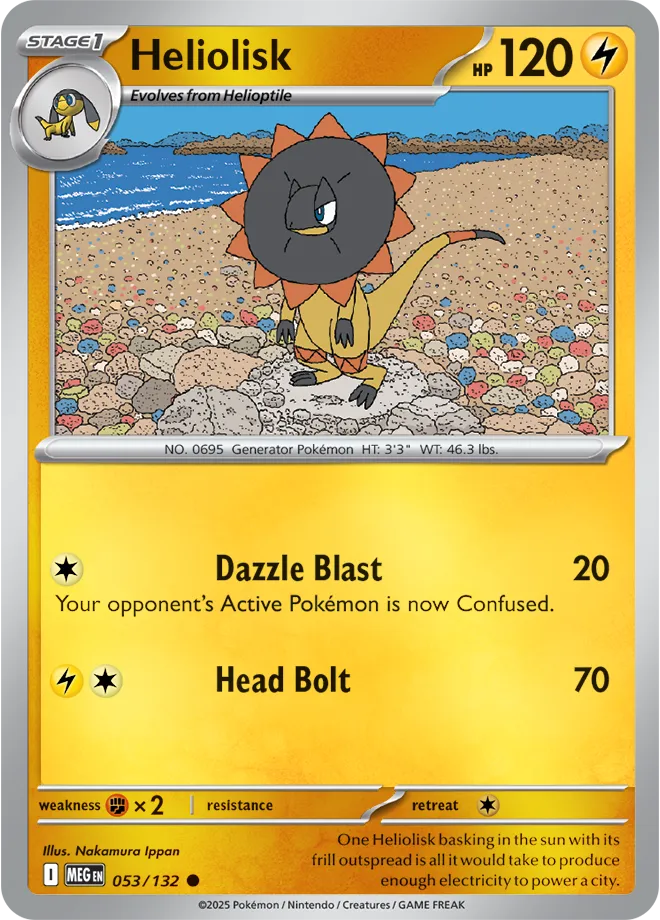 STAGE 1
Heliolisk
HP 120
Evolves from Helioptile
NO. 0695 Generator Pokémon HT: 3'3" WT: 46.3 lbs.
Dazzle Blast 20
Your opponent's Active Pokémon is now Confused.
Head Bolt 70
weakness × 2 resistance retreat
Illus. Nakamura Ippan
One Heliolisk basking in the sun with its
frill outspread is all it would take to produce
enough electricity to power a city.
I MEG EN 053/132
©2025 Pokémon / Nintendo / Creatures / GAME FREAK